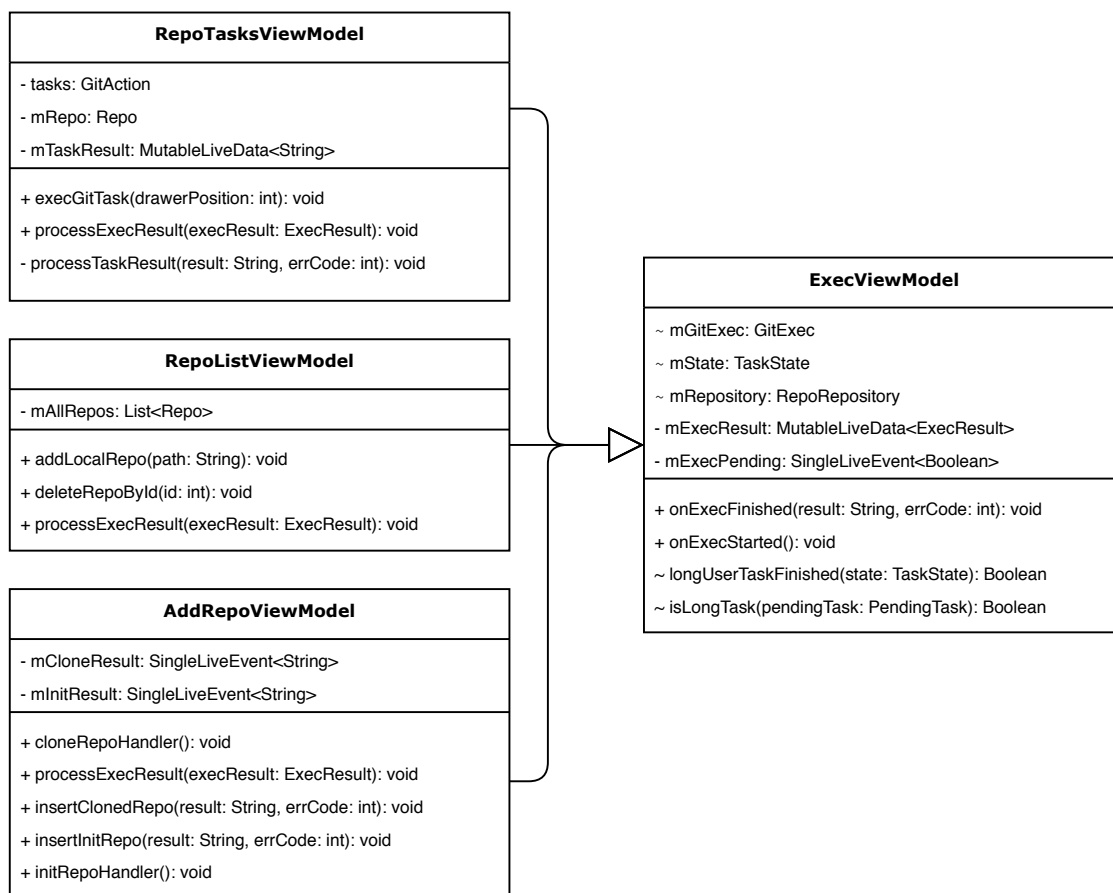 RepoTasksViewModel
- tasks: GitAction
- mRepo: Repo
- mTaskResult: MutableLiveData<String>
+ execGitTask(drawerPosition: int): void
+ processExecResult(execResult: ExecResult): void
- processTaskResult(result: String, errCode: int): void
RepoListViewModel
- mAllRepos: List<Repo>
+ addLocalRepo(path: String): void
+ deleteRepoById(id: int): void
+ processExecResult(execResult: ExecResult): void
AddRepoViewModel
- mCloneResult: SingleLiveEvent<String>
- mInitResult: SingleLiveEvent<String>
+ cloneRepoHandler(): void
+ processExecResult(execResult: ExecResult): void
+ insertClonedRepo(result: String, errCode: int): void
+ insertInitRepo(result: String, errCode: int): void
+ initRepoHandler(): void
ExecViewModel
~ mGitExec: GitExec
~ mState: TaskState
~ mRepository: RepoRepository
- mExecResult: MutableLiveData<ExecResult>
- mExecPending: SingleLiveEvent<Boolean>
+ onExecFinished(result: String, errCode: int): void
+ onExecStarted(): void
~ longUserTaskFinished(state: TaskState): Boolean
~ isLongTask(pendingTask: PendingTask): Boolean